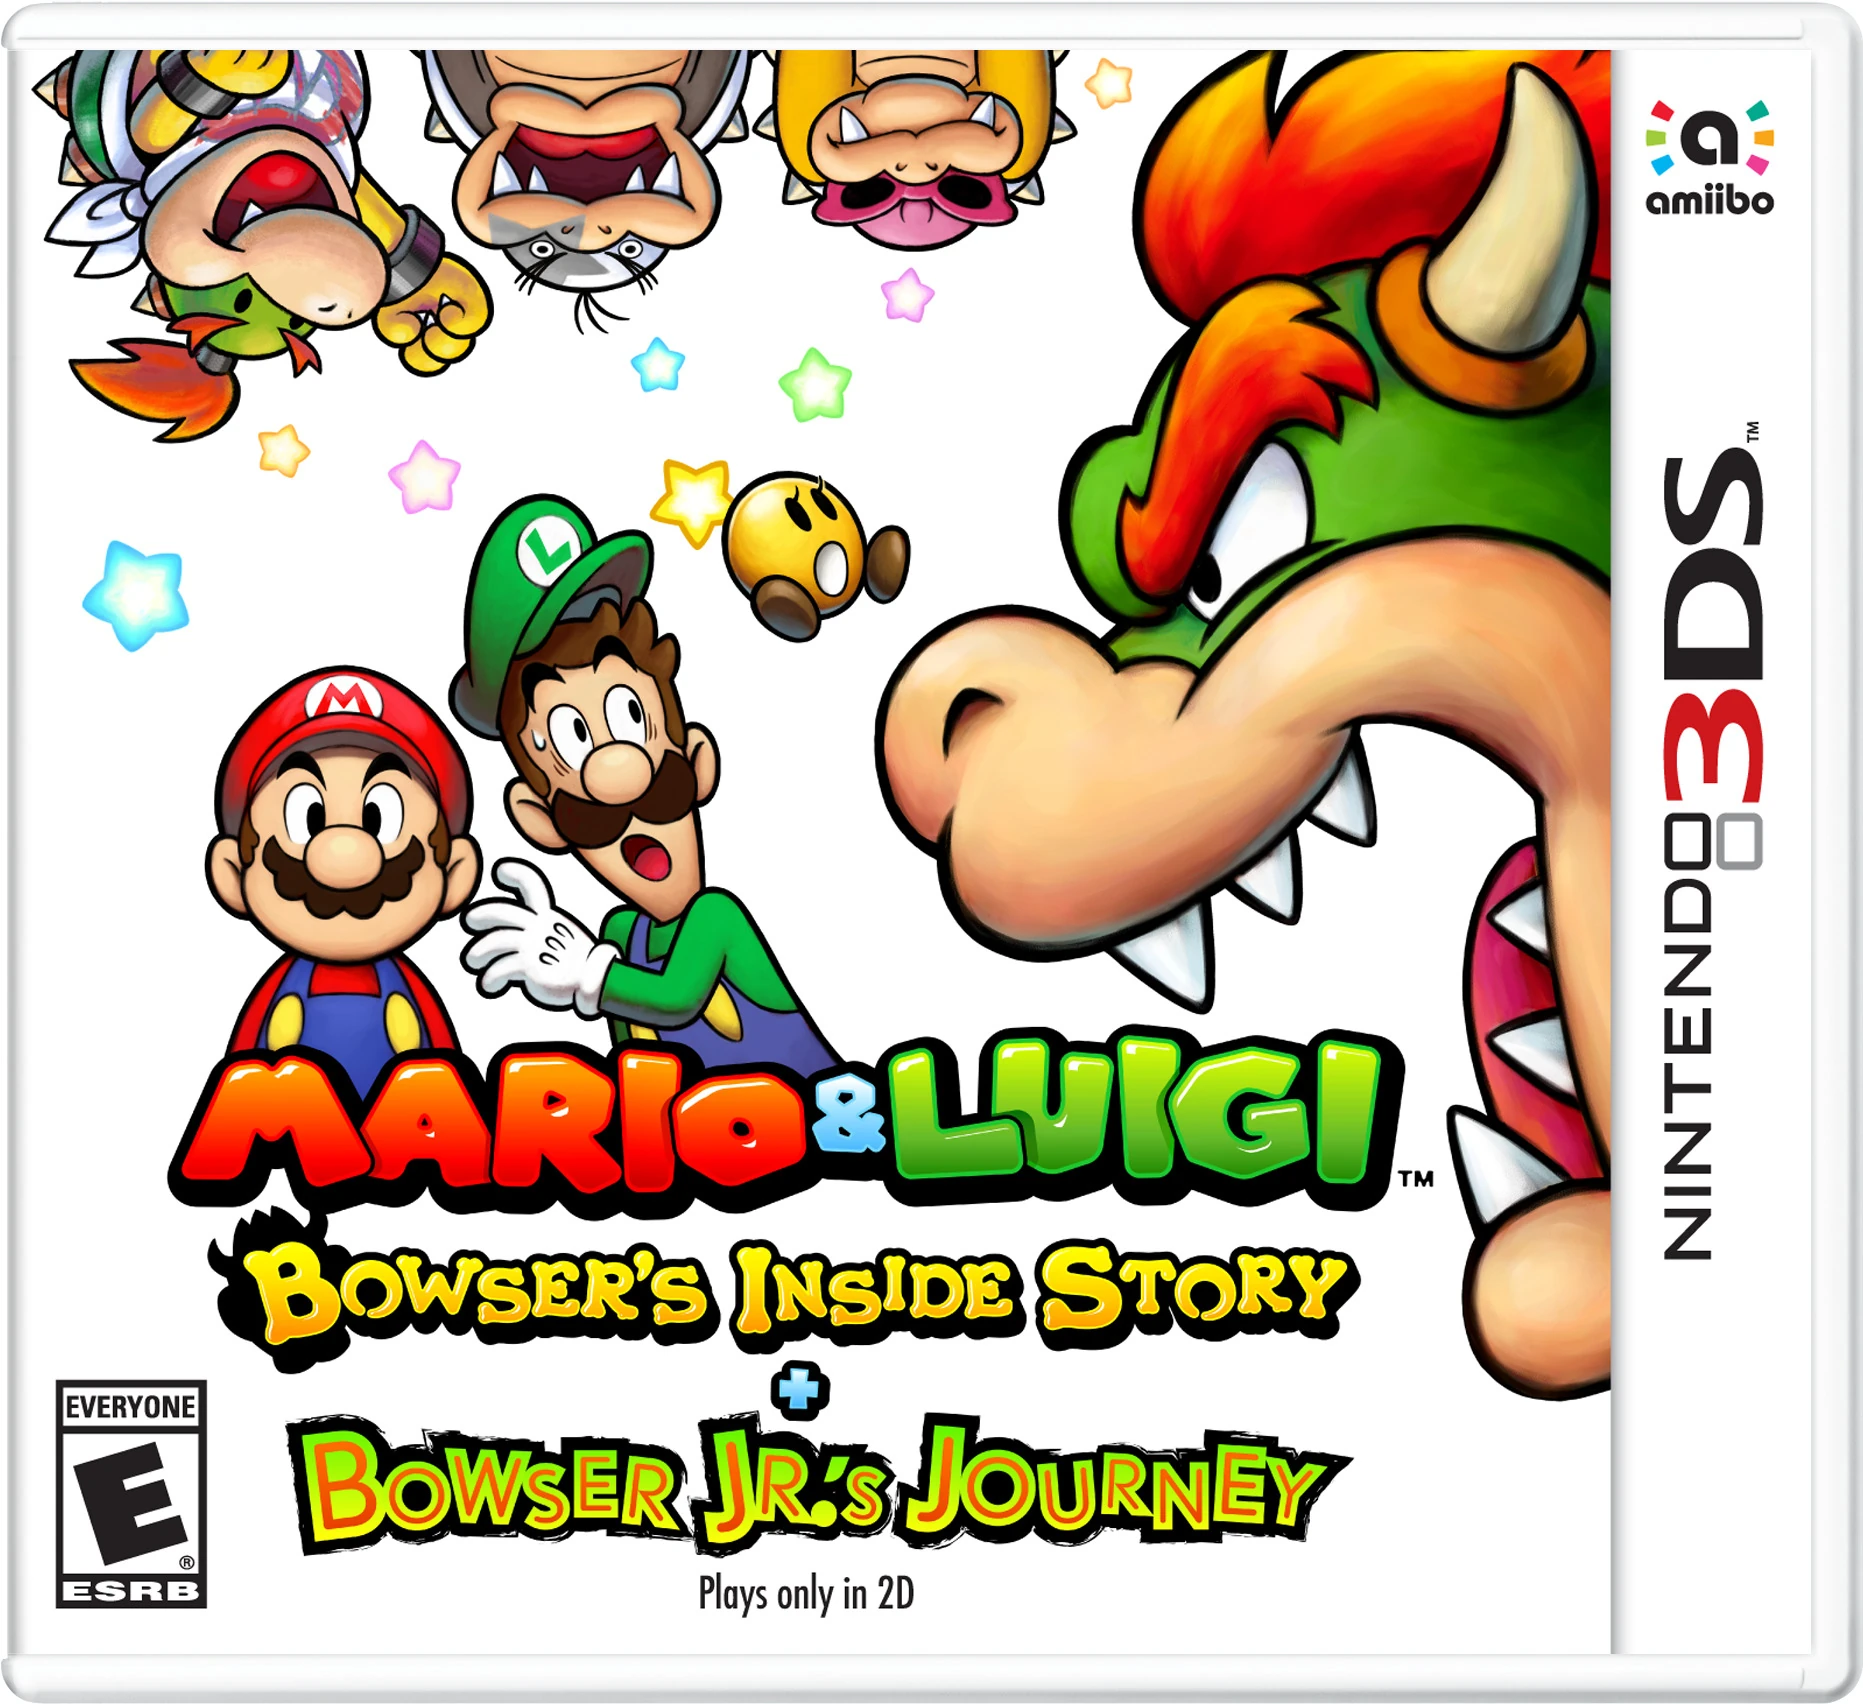 amiibo
L
M
NINTENDO 3DS™
MARIO & LUIGI™
BOWSER'S INSIDE STORY
+
BOWSER JR.'S JOURNEY
Plays only in 2D
EVERYONE
E®
ESRB